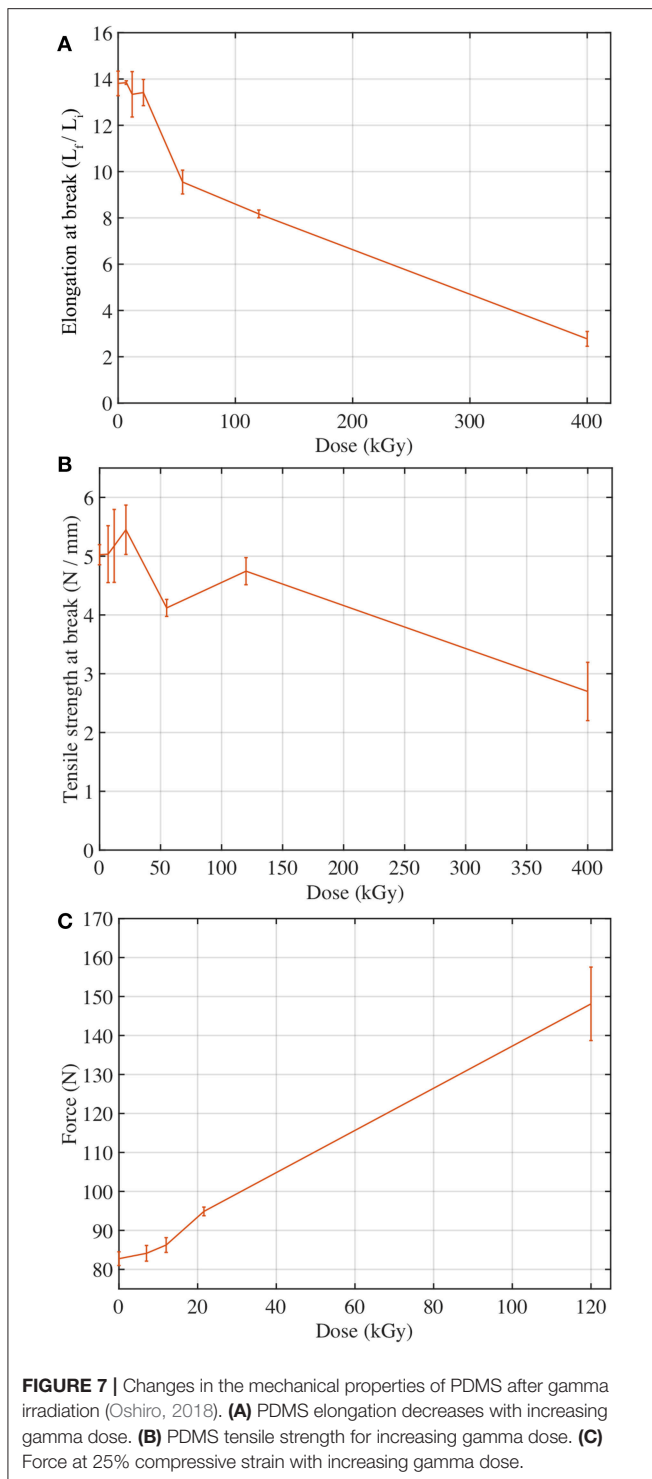 A
16
14
12
10
8
6
4
2
0
Elongation at break (Lf / Li)
0 100 200 300 400
Dose (kGy)
B
6
5
4
3
2
1
0
Tensile strength at break (N / mm)
0 50 100 150 200 250 300 350 400
Dose (kGy)
C
170
160
150
140
130
120
110
100
90
80
Force (N)
0 20 40 60 80 100 120
Dose (kGy)
FIGURE 7 | Changes in the mechanical properties of PDMS after gamma
irradiation (Oshiro, 2018). (A) PDMS elongation decreases with increasing
gamma dose. (B) PDMS tensile strength for increasing gamma dose. (C)
Force at 25% compressive strain with increasing gamma dose.